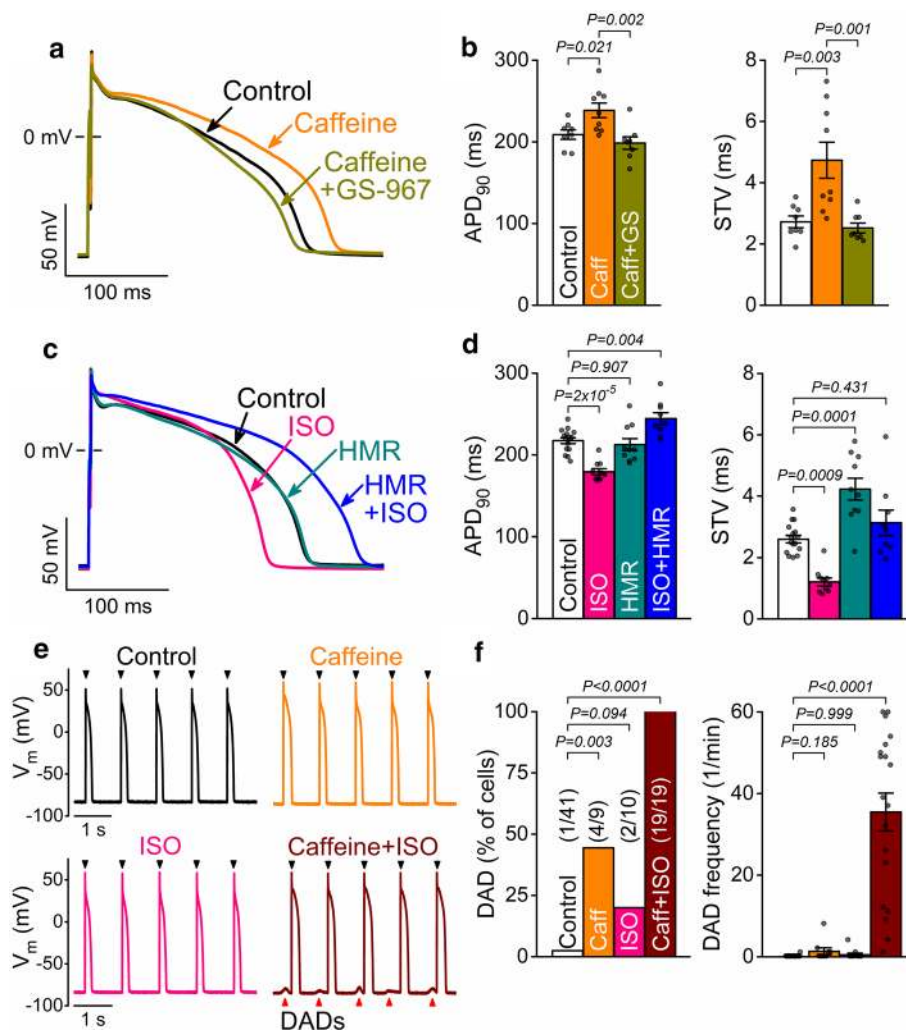 a
Control
Caffeine
Caffeine
+GS-967
0 mV
50 mV
100 ms
b
P=0.002
P=0.021
300
200
100
0
APD90 (ms)
Control
Caff
Caff+GS
P=0.001
P=0.003
8
6
4
2
0
STV (ms)
c
Control
ISO
HMR
HMR
+ISO
0 mV
50 mV
100 ms
d
P=0.004
P=0.907
P=2x10-5
300
200
100
0
APD90 (ms)
Control
ISO
HMR
ISO+HMR
P=0.431
P=0.0001
P=0.0009
8
6
4
2
0
STV (ms)
e
Control
Caffeine
50
0
-50
-100
Vm (mV)
1 s
ISO
Caffeine+ISO
50
0
-50
-100
Vm (mV)
1 s
DADs
f
P<0.0001
P=0.094
P=0.003
100
75
50
25
0
DAD (% of cells)
Control (1/41)
Caff (4/9)
ISO (2/10)
Caff+ISO (19/19)
P<0.0001
P=0.999
P=0.185
60
40
20
0
DAD frequency (1/min)